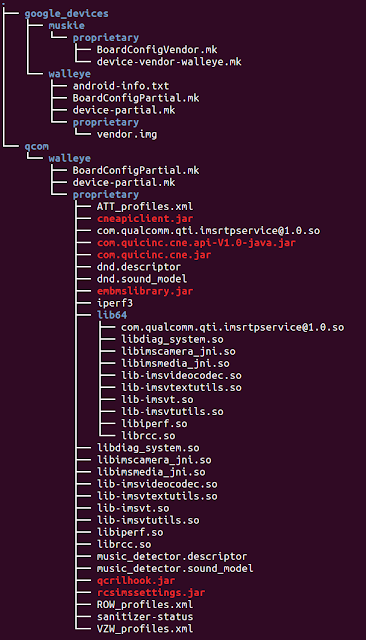 .
google_devices
muskie
proprietary
BoardConfigVendor.mk
device-vendor-walleye.mk
walleye
android-info.txt
BoardConfigPartial.mk
device-partial.mk
proprietary
vendor.img
qcom
walleye
BoardConfigPartial.mk
device-partial.mk
proprietary
ATT_profiles.xml
cneapiclient.jar
com.qualcomm.qti.imsrtpservice@1.0.so
com.quicinc.cne.api-V1.0-java.jar
com.quicinc.cne.jar
dnd.descriptor
dnd.sound_model
embmslibrary.jar
iperf3
lib64
com.qualcomm.qti.imsrtpservice@1.0.so
libdiag_system.so
libimscamera_jni.so
libimsmedia_jni.so
lib-imsvideocodec.so
lib-imsvtextutils.so
lib-imsvt.so
lib-imsvtutils.so
libiperf.so
librcc.so
libdiag_system.so
libimscamera_jni.so
libimsmedia_jni.so
lib-imsvideocodec.so
lib-imsvtextutils.so
lib-imsvt.so
lib-imsvtutils.so
libiperf.so
librcc.so
music_detector.descriptor
music_detector.sound_model
qcrilhook.jar
rcsimssettings.jar
ROW_profiles.xml
sanitizer-status
VZW_profiles.xml